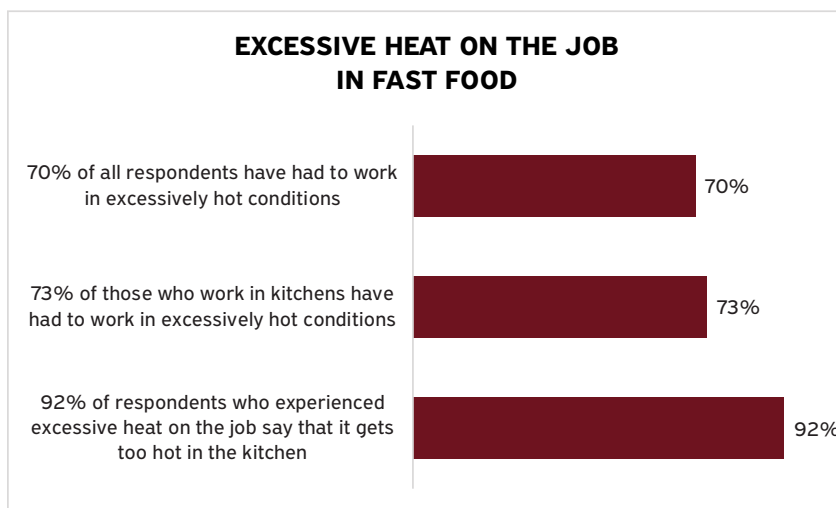 EXCESSIVE HEAT ON THE JOB
IN FAST FOOD
70% of all respondents have had to work
in excessively hot conditions
70%
73% of those who work in kitchens have
had to work in excessively hot conditions
73%
92% of respondents who experienced
excessive heat on the job say that it gets
too hot in the kitchen
92%